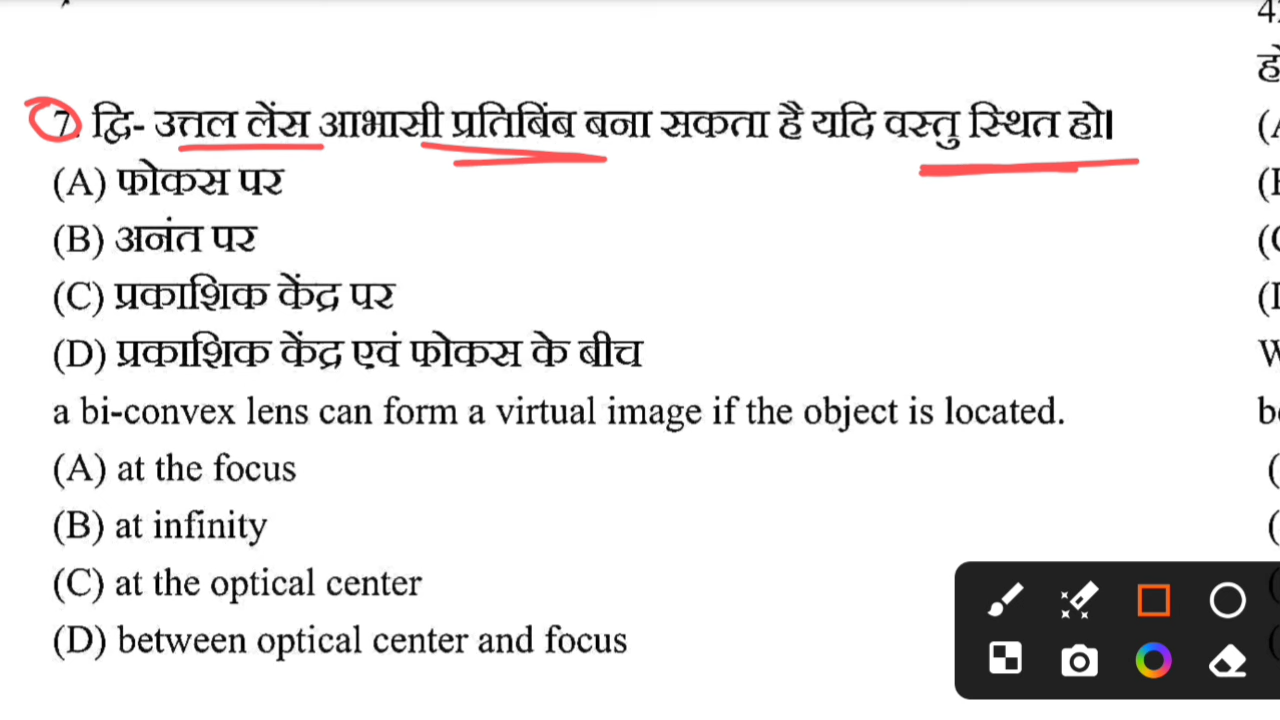 7. द्वि- उत्तल लेंस आभासी प्रतिबिंब बना सकता है यदि वस्तु स्थित हो।
(A) फोकस पर
(B) अनंत पर
(C) प्रकाशिक केंद्र पर
(D) प्रकाशिक केंद्र एवं फोकस के बीच
a bi-convex lens can form a virtual image if the object is located.
(A) at the focus
(B) at infinity
(C) at the optical center
(D) between optical center and focus